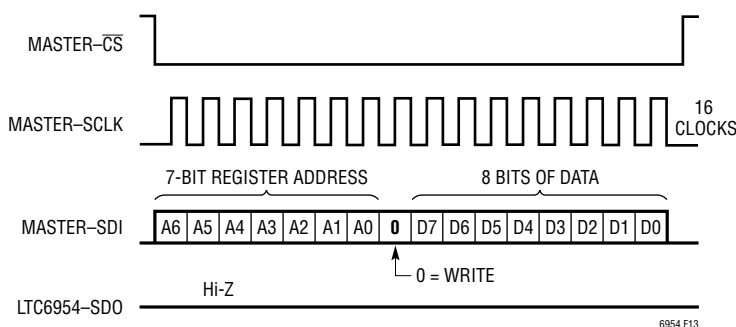 MASTER–C̅S̅
MASTER–SCLK
16
CLOCKS
7-BIT REGISTER ADDRESS
8 BITS OF DATA
MASTER–SDI
A6 A5 A4 A3 A2 A1 A0 0 D7 D6 D5 D4 D3 D2 D1 D0
0 = WRITE
Hi-Z
LTC6954–SDO
6954 F13